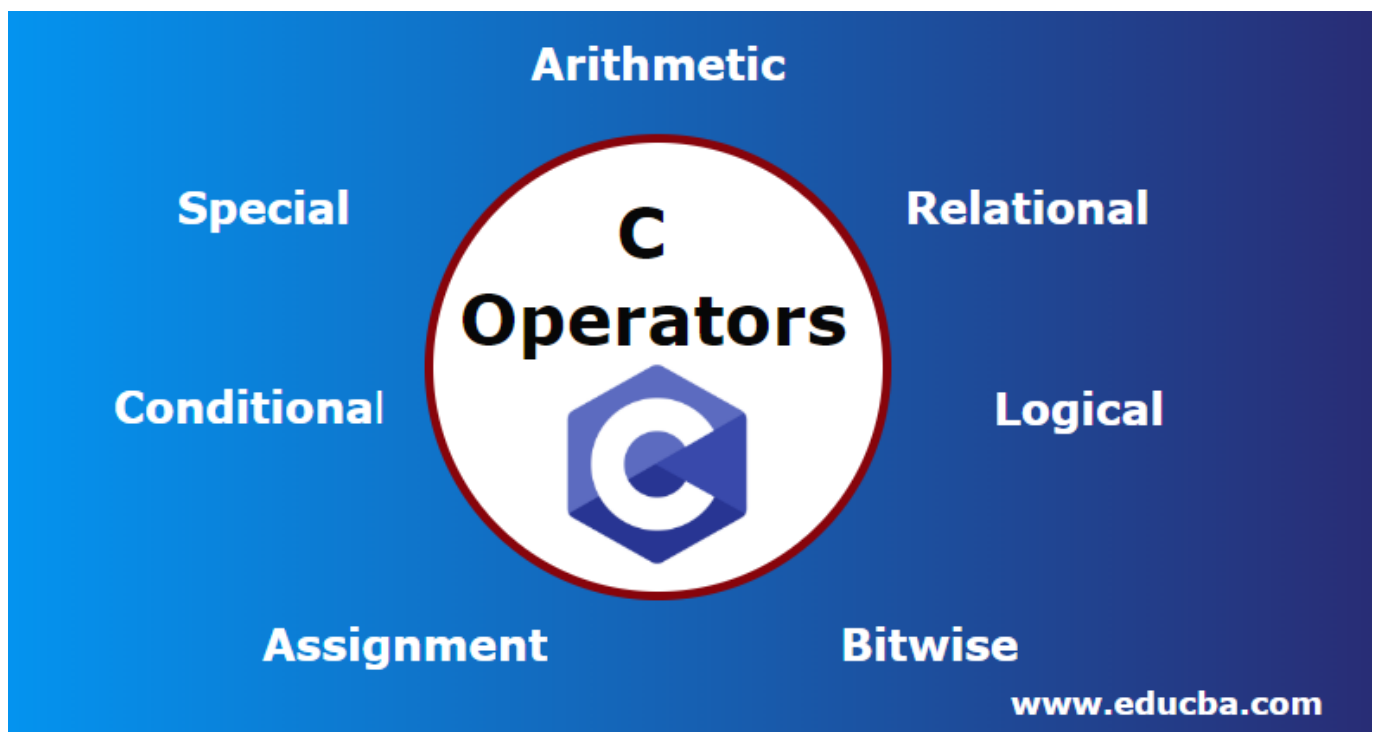 Arithmetic
Special
Relational
C
Operators
Conditional
Logical
Assignment
Bitwise
www.educba.com